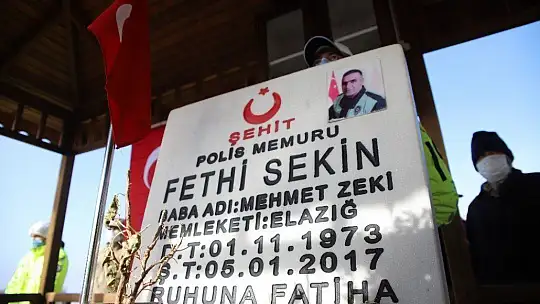 ŞEHİT
POLİS MEMURU
FETHİ SEKİN
BABA ADI:MEHMET ZEKİ
MEMLEKETİ:ELAZIĞ
D.T:01.11.1973
Ş.T:05.01.2017
RUHUNA FATİHA